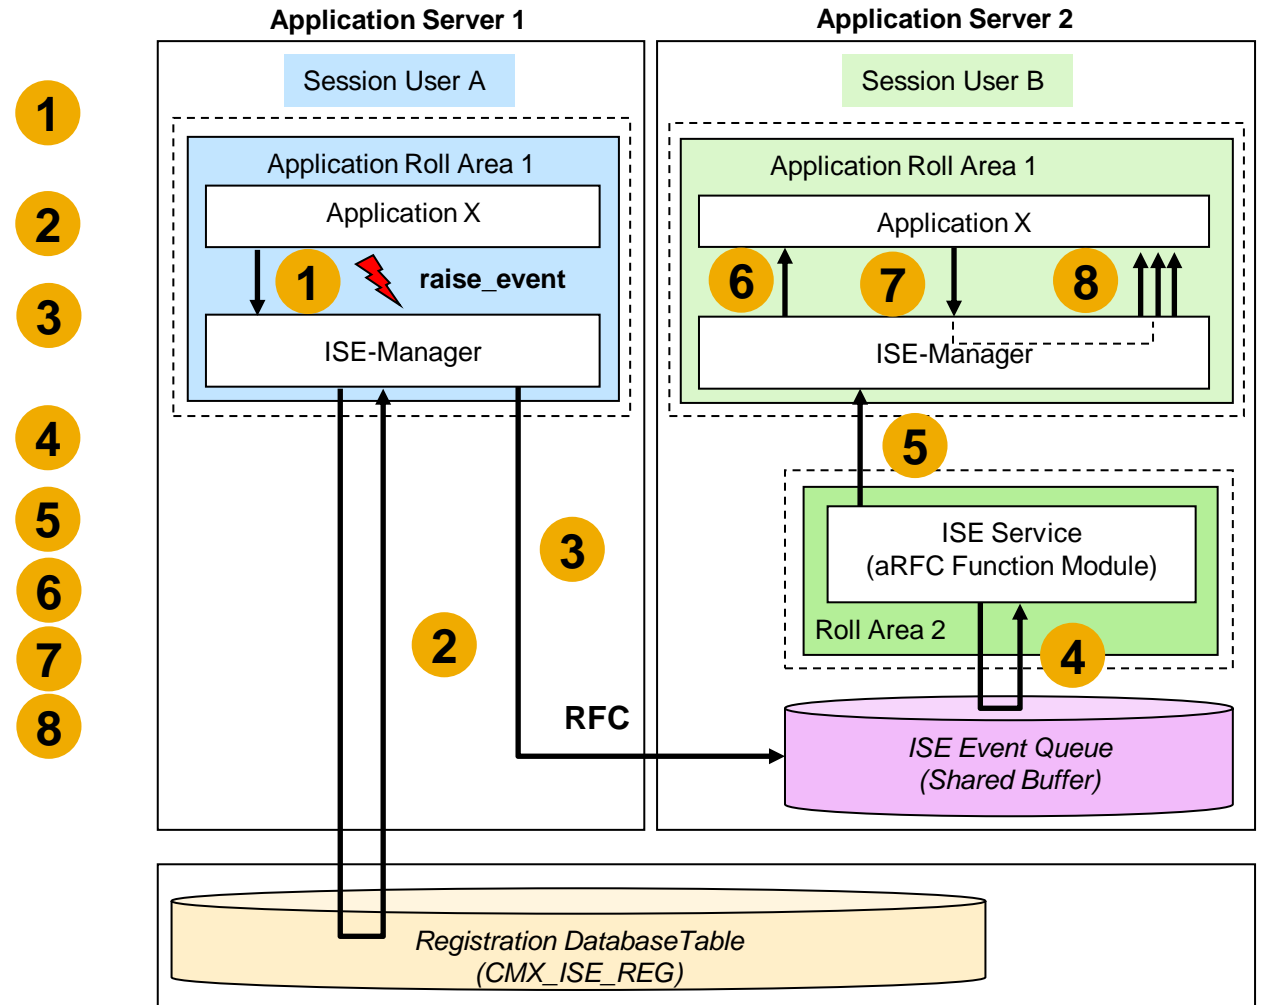 Application Server 1
Application Server 2
Session User A
Session User B
1
2
3
4
5
6
7
8
Application Roll Area 1
Application X
1
raise_event
ISE-Manager
Application Roll Area 1
Application X
6
7
8
ISE-Manager
5
3
2
ISE Service
(aRFC Function Module)
Roll Area 2
4
RFC
ISE Event Queue
(Shared Buffer)
Registration DatabaseTable
(CMX_ISE_REG)